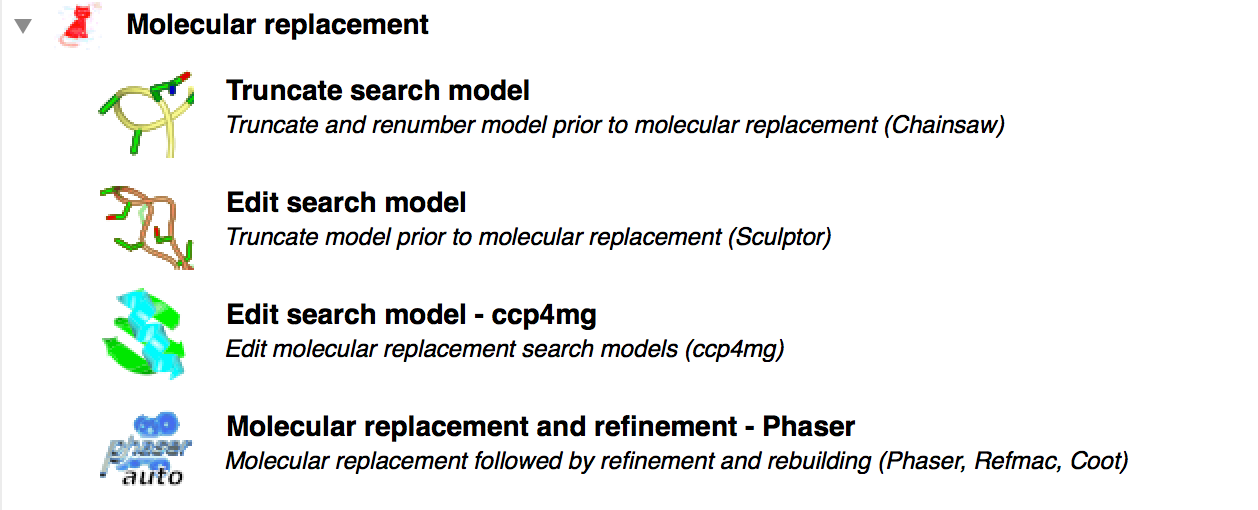 Molecular replacement
Truncate search model
Truncate and renumber model prior to molecular replacement (Chainsaw)
Edit search model
Truncate model prior to molecular replacement (Sculptor)
Edit search model - ccp4mg
Edit molecular replacement search models (ccp4mg)
phaser
auto
Molecular replacement and refinement - Phaser
Molecular replacement followed by refinement and rebuilding (Phaser, Refmac, Coot)